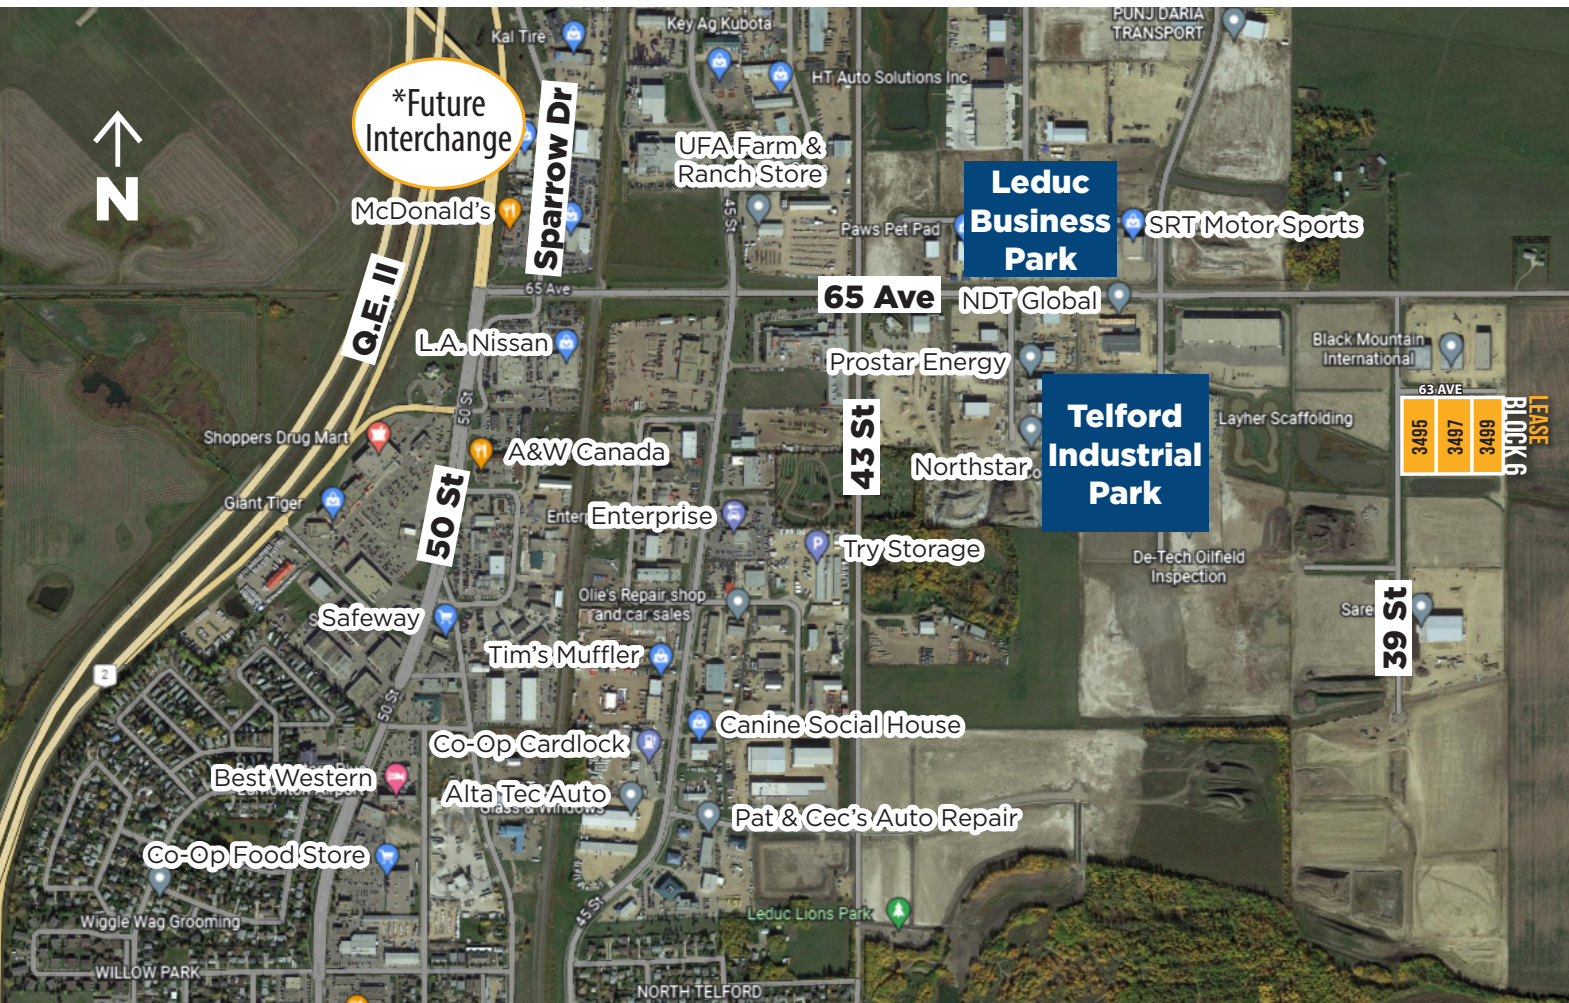 Kal Tire
Key Ag Kubota
PUNJ DARIA
TRANSPORT
*Future
Interchange
HT Auto Solutions Inc
Sparrow Dr
N
UFA Farm &
Ranch Store
Leduc
Business
Park
McDonald's
45 St
Paws Pet Pad
SRT Motor Sports
Q.E. II
65 Ave
65 Ave
NDT Global
L.A. Nissan
Prostar Energy
Black Mountain
International
63 AVE
50 St
43 St
Telford
Industrial
Park
Layher Scaffolding
3495
3497
3499
LEASE
BLOCK 6
Shoppers Drug Mart
A&W Canada
Northstar
Giant Tiger
50 St
Enterprise
Try Storage
De-Tech Oilfield
Inspection
Olie's Repair shop
and car sales
Safeway
39 St
Tim's Muffler
2
50 St
Canine Social House
Co-Op Cardlock
Best Western
Alta Tec Auto
Pat & Cec's Auto Repair
Co-Op Food Store
Wiggle Wag Grooming
45 St
Leduc Lions Park
WILLOW PARK
NORTH TELFORD